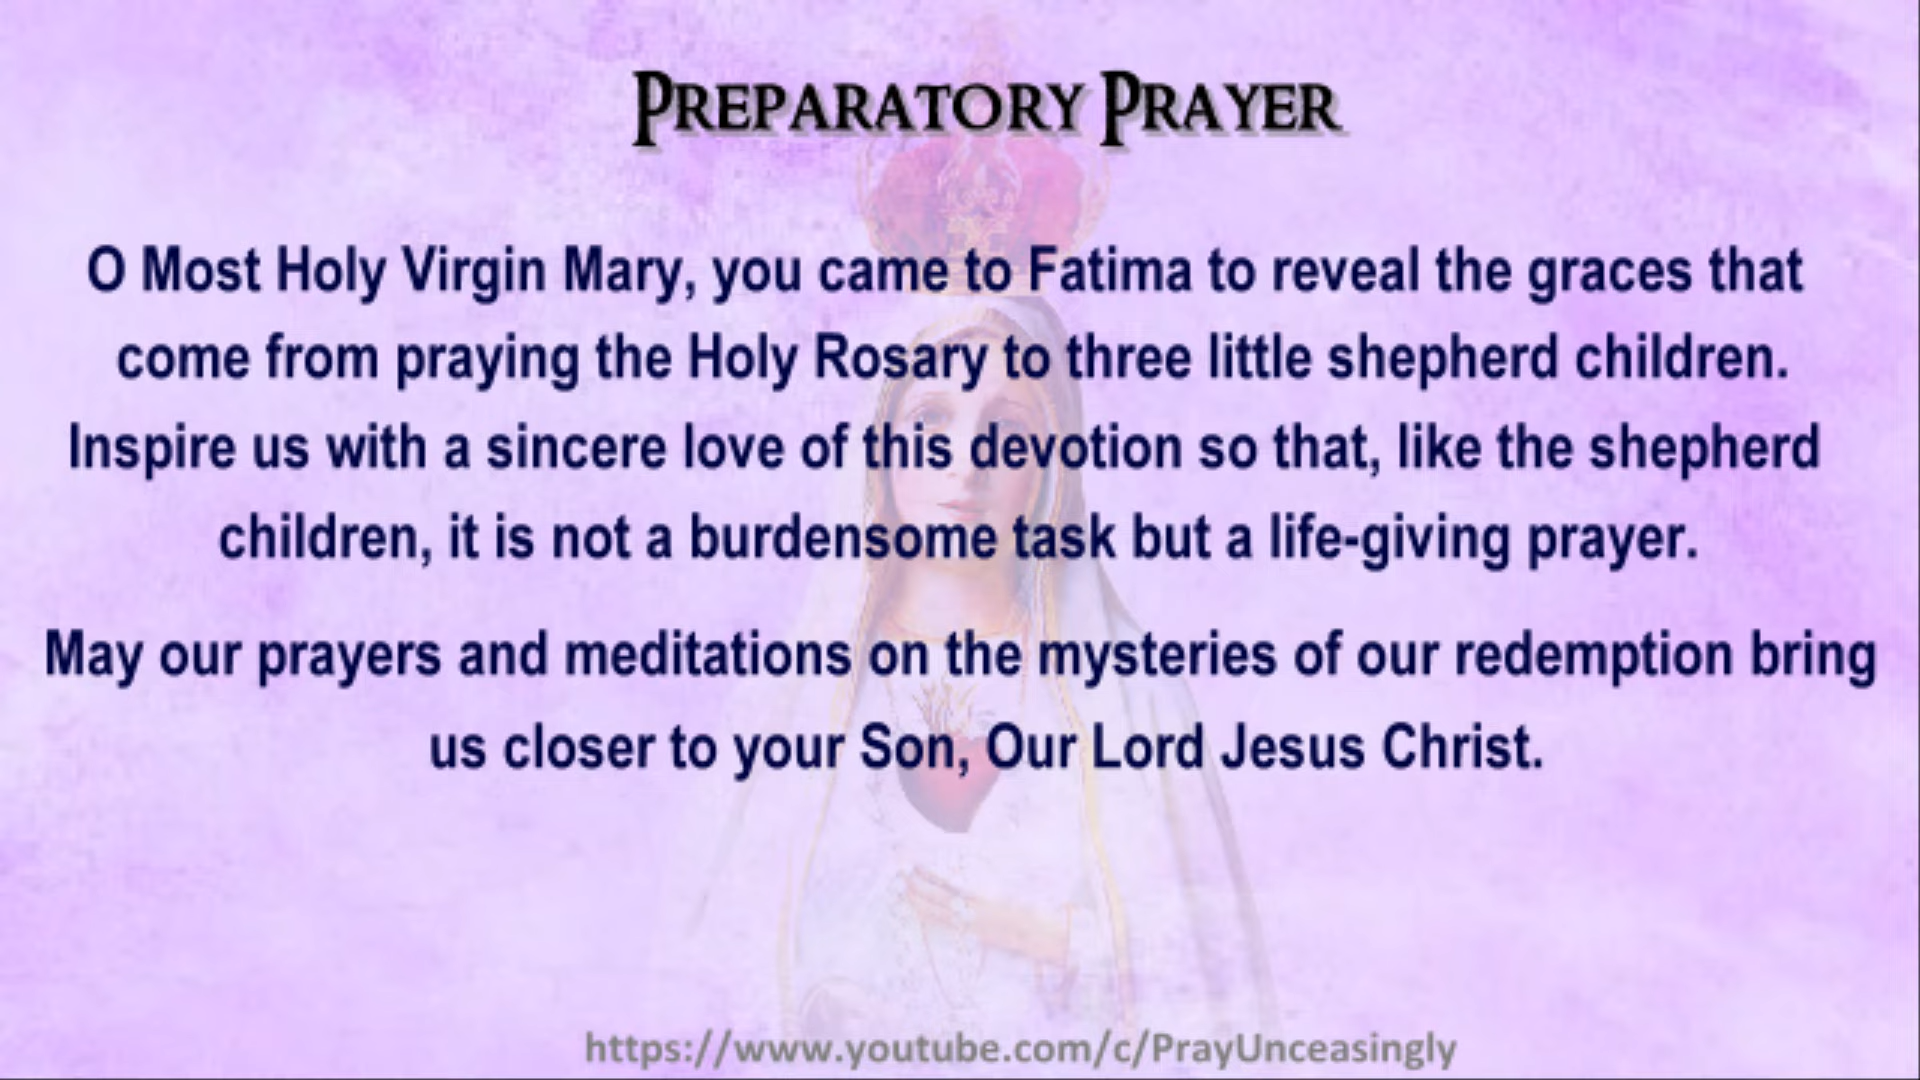 PREPARATORY PRAYER
O Most Holy Virgin Mary, you came to Fatima to reveal the graces that
come from praying the Holy Rosary to three little shepherd children.
Inspire us with a sincere love of this devotion so that, like the shepherd
children, it is not a burdensome task but a life-giving prayer.
May our prayers and meditations on the mysteries of our redemption bring
us closer to your Son, Our Lord Jesus Christ.
https://www.youtube.com/c/PrayUnceasingly